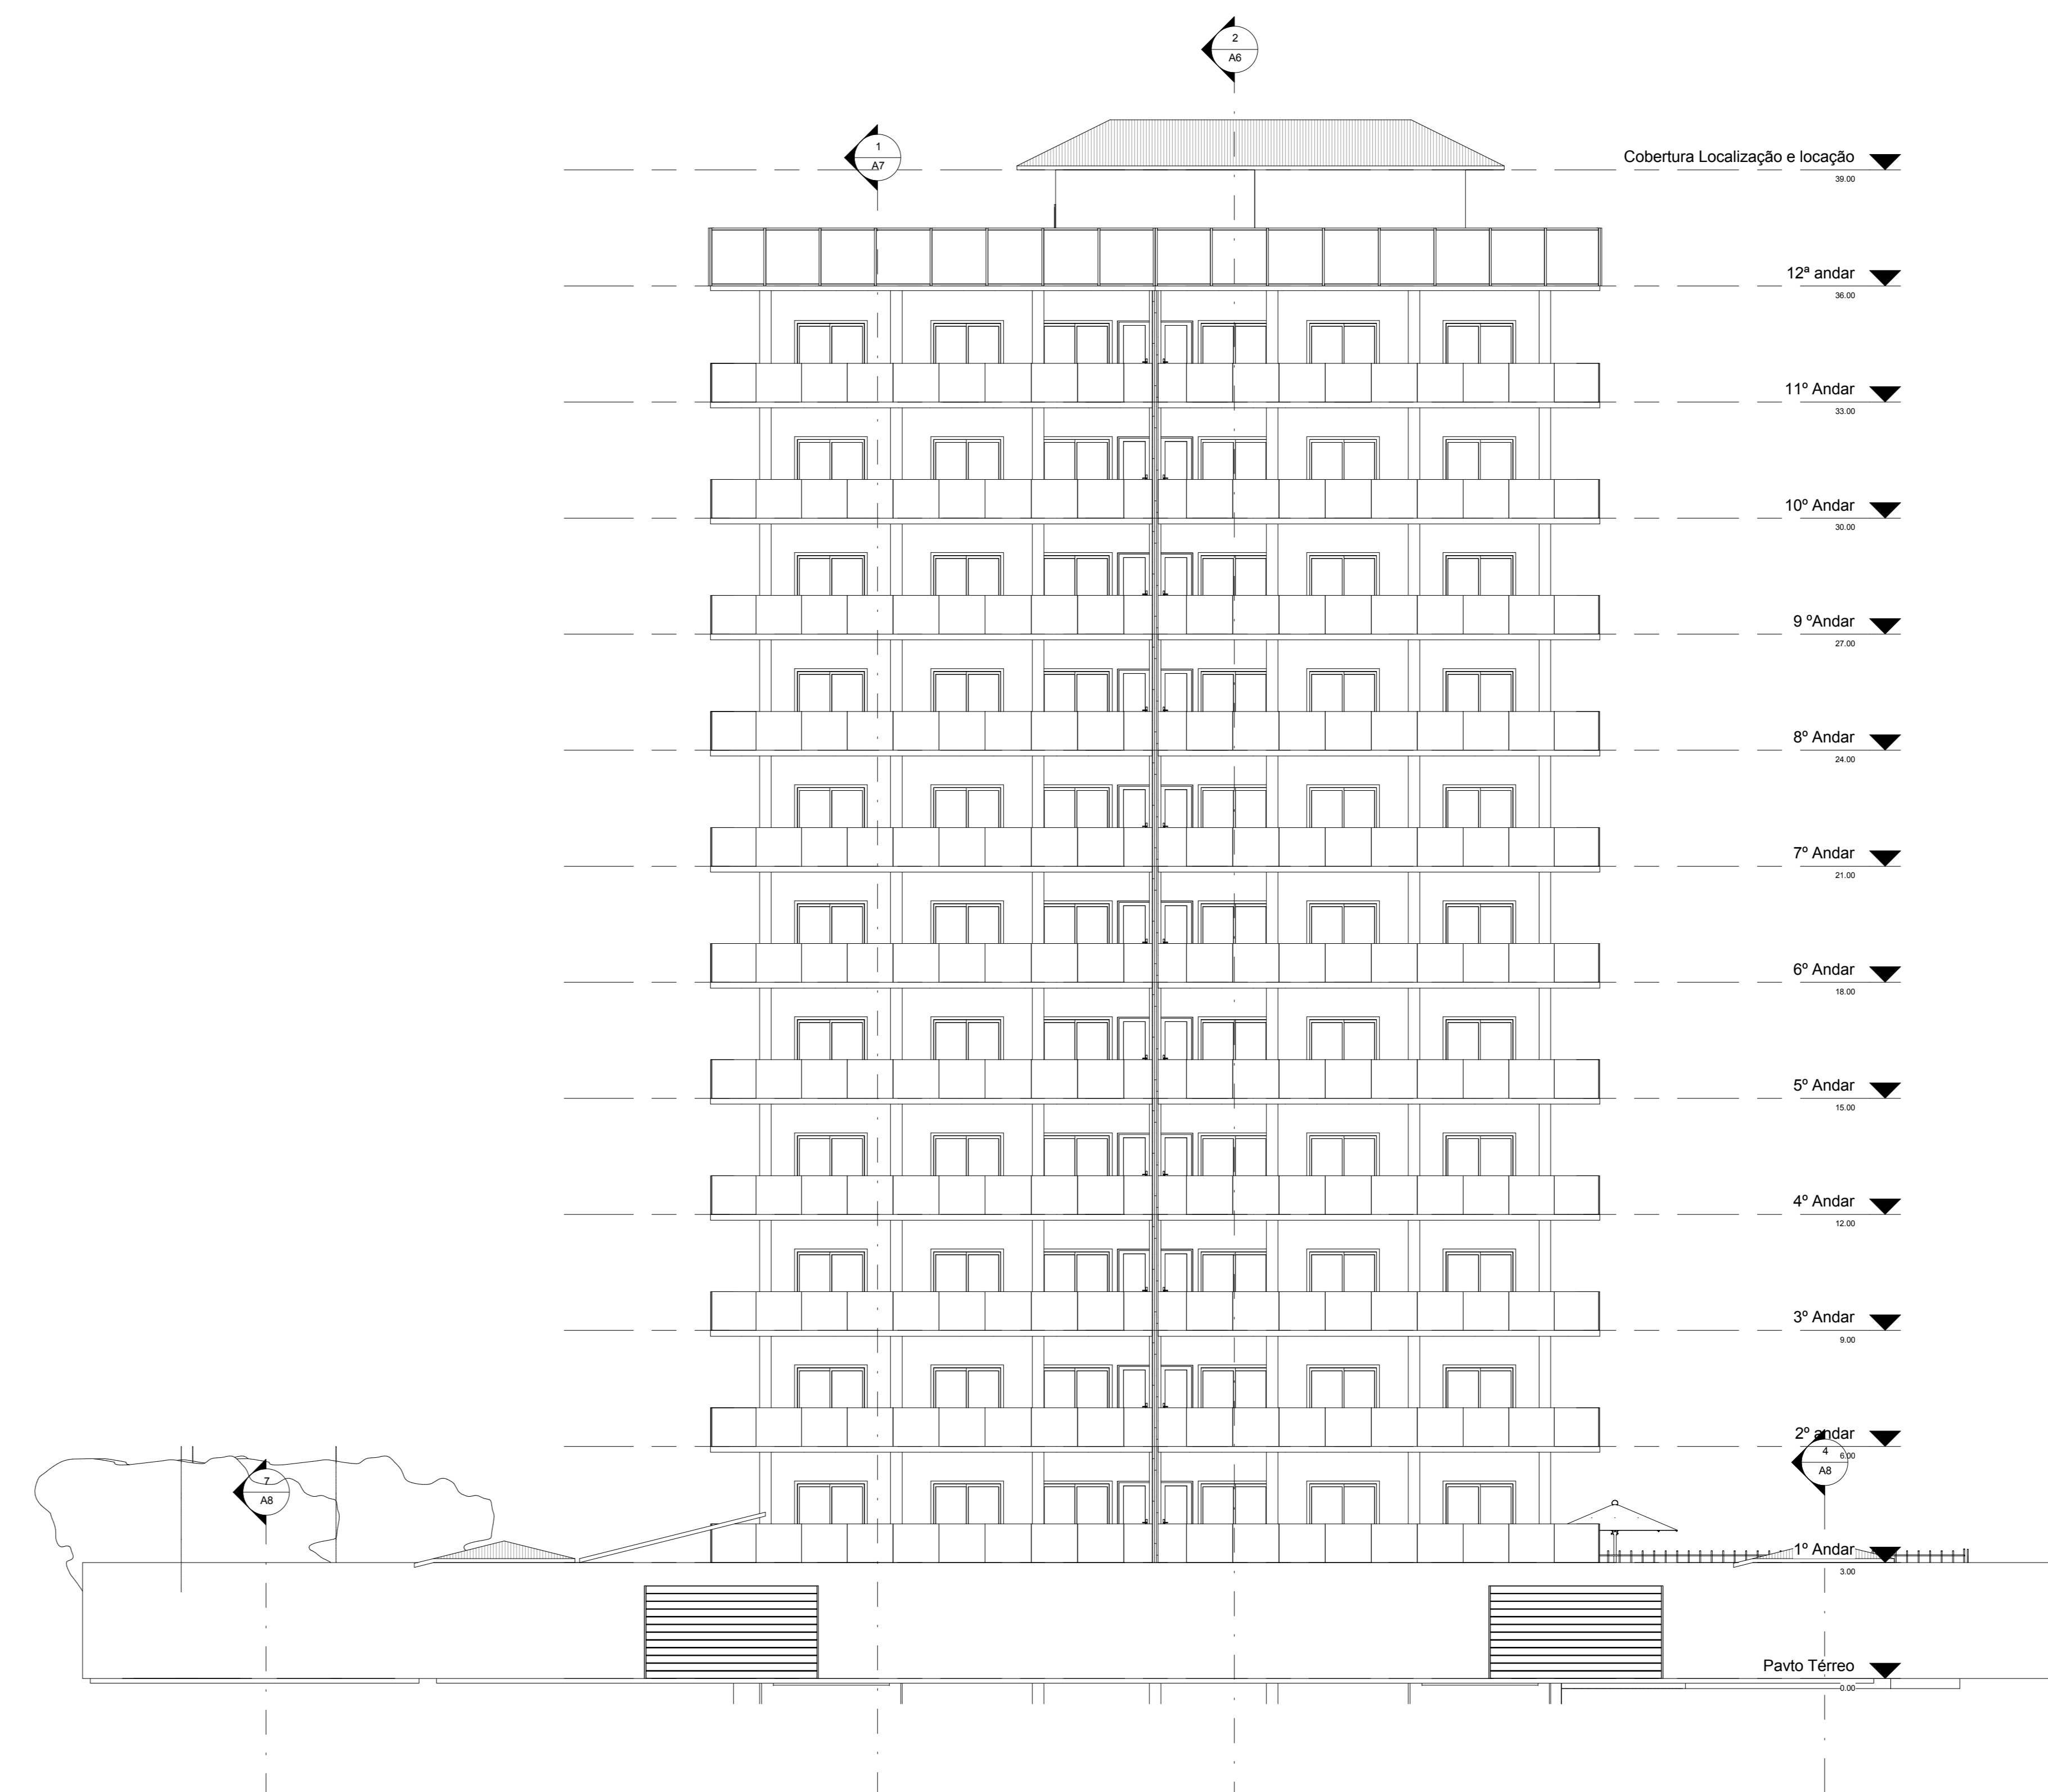 2
A6
1
A7
Cobertura Localização e locação
39.00
12ª andar
36.00
11º Andar
33.00
10º Andar
30.00
9 ºAndar
27.00
8º Andar
24.00
7º Andar
21.00
6º Andar
18.00
5º Andar
15.00
4º Andar
12.00
3º Andar
9.00
2º andar
6.00
4
A8
7
A8
1º Andar
3.00
Pavto Térreo
0.00